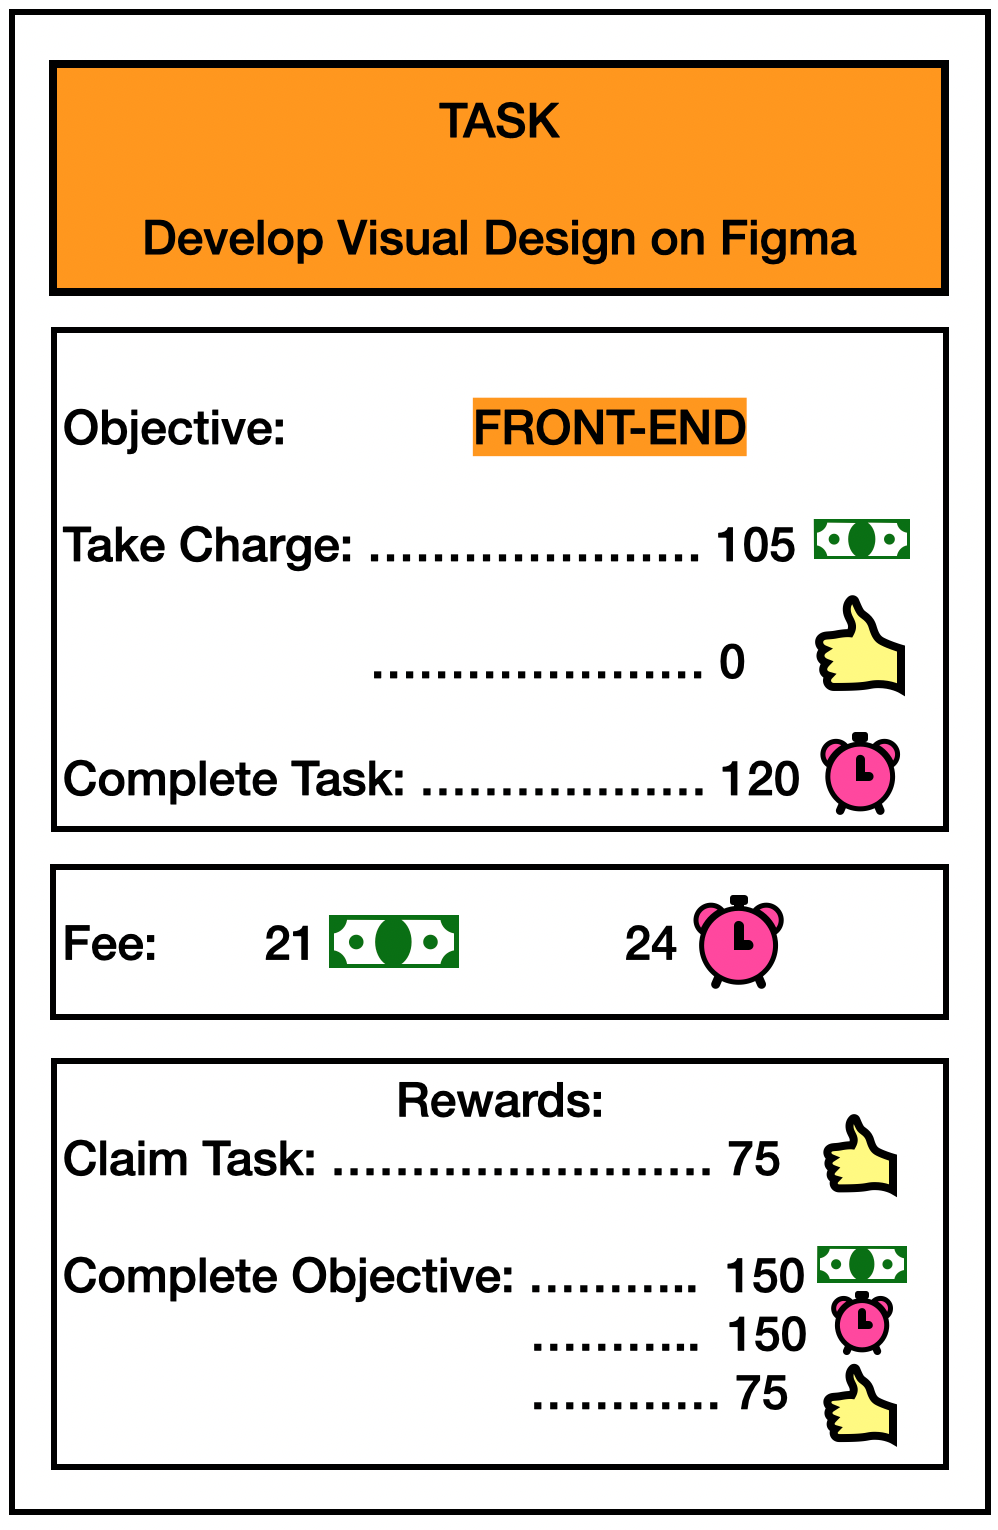 TASK
Develop Visual Design on Figma
Objective: FRONT-END
Take Charge: ..................... 105
..................... 0
Complete Task: .................. 120
Fee: 21 24
Rewards:
Claim Task: ........................ 75
Complete Objective: ........... 150
........... 150
............ 75